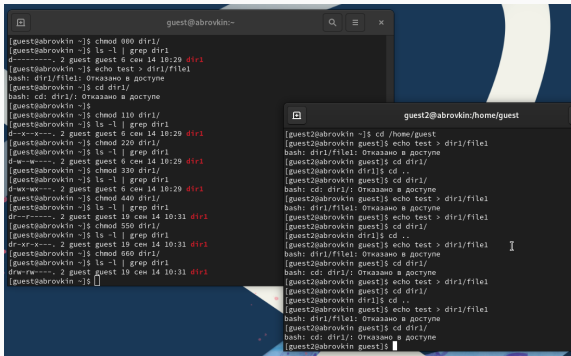 guest@abrovkin:~
[guest@abrovkin ~]$ chmod 000 dir1/
[guest@abrovkin ~]$ ls -l | grep dir1
d---------. 2 guest guest 6 сен 14 10:29 dir1
[guest@abrovkin ~]$ echo test > dir1/file1
bash: dir1/file1: Отказано в доступе
[guest@abrovkin ~]$ cd dir1/
bash: cd: dir1/: Отказано в доступе
[guest@abrovkin ~]$
[guest@abrovkin ~]$ chmod 110 dir1/
[guest@abrovkin ~]$ ls -l | grep dir1
d--x--x---. 2 guest guest 6 сен 14 10:29 dir1
[guest@abrovkin ~]$ chmod 220 dir1/
[guest@abrovkin ~]$ ls -l | grep dir1
d-w--w----. 2 guest guest 6 сен 14 10:29 dir1
[guest@abrovkin ~]$ chmod 330 dir1/
[guest@abrovkin ~]$ ls -l | grep dir1
d-wx-wx---. 2 guest guest 6 сен 14 10:29 dir1
[guest@abrovkin ~]$ chmod 440 dir1/
[guest@abrovkin ~]$ ls -l | grep dir1
dr--r-----. 2 guest guest 19 сен 14 10:31 dir1
[guest@abrovkin ~]$ chmod 550 dir1/
[guest@abrovkin ~]$ ls -l | grep dir1
dr-xr-x---. 2 guest guest 19 сен 14 10:31 dir1
[guest@abrovkin ~]$ chmod 660 dir1/
[guest@abrovkin ~]$ ls -l | grep dir1
drw-rw----. 2 guest guest 19 сен 14 10:31 dir1
[guest@abrovkin ~]$
guest2@abrovkin:/home/guest
[guest2@abrovkin ~]$ cd /home/guest
[guest2@abrovkin guest]$ echo test > dir1/file1
bash: dir1/file1: Отказано в доступе
[guest2@abrovkin guest]$ cd dir1/
[guest2@abrovkin dir1]$ cd ..
[guest2@abrovkin guest]$ cd dir1/
bash: cd: dir1/: Отказано в доступе
[guest2@abrovkin guest]$ echo test > dir1/file1
bash: dir1/file1: Отказано в доступе
[guest2@abrovkin guest]$ echo test > dir1/file1
[guest2@abrovkin guest]$ cd dir1/
[guest2@abrovkin dir1]$ cd ..
[guest2@abrovkin guest]$ echo test > dir1/file1
bash: dir1/file1: Отказано в доступе
[guest2@abrovkin guest]$ cd dir1/
bash: cd: dir1/: Отказано в доступе
[guest2@abrovkin guest]$ echo test > dir1/file1
[guest2@abrovkin guest]$ cd dir1/
[guest2@abrovkin dir1]$ cd ..
[guest2@abrovkin guest]$ echo test > dir1/file1
bash: dir1/file1: Отказано в доступе
[guest2@abrovkin guest]$ cd dir1/
bash: cd: dir1/: Отказано в доступе
[guest2@abrovkin guest]$